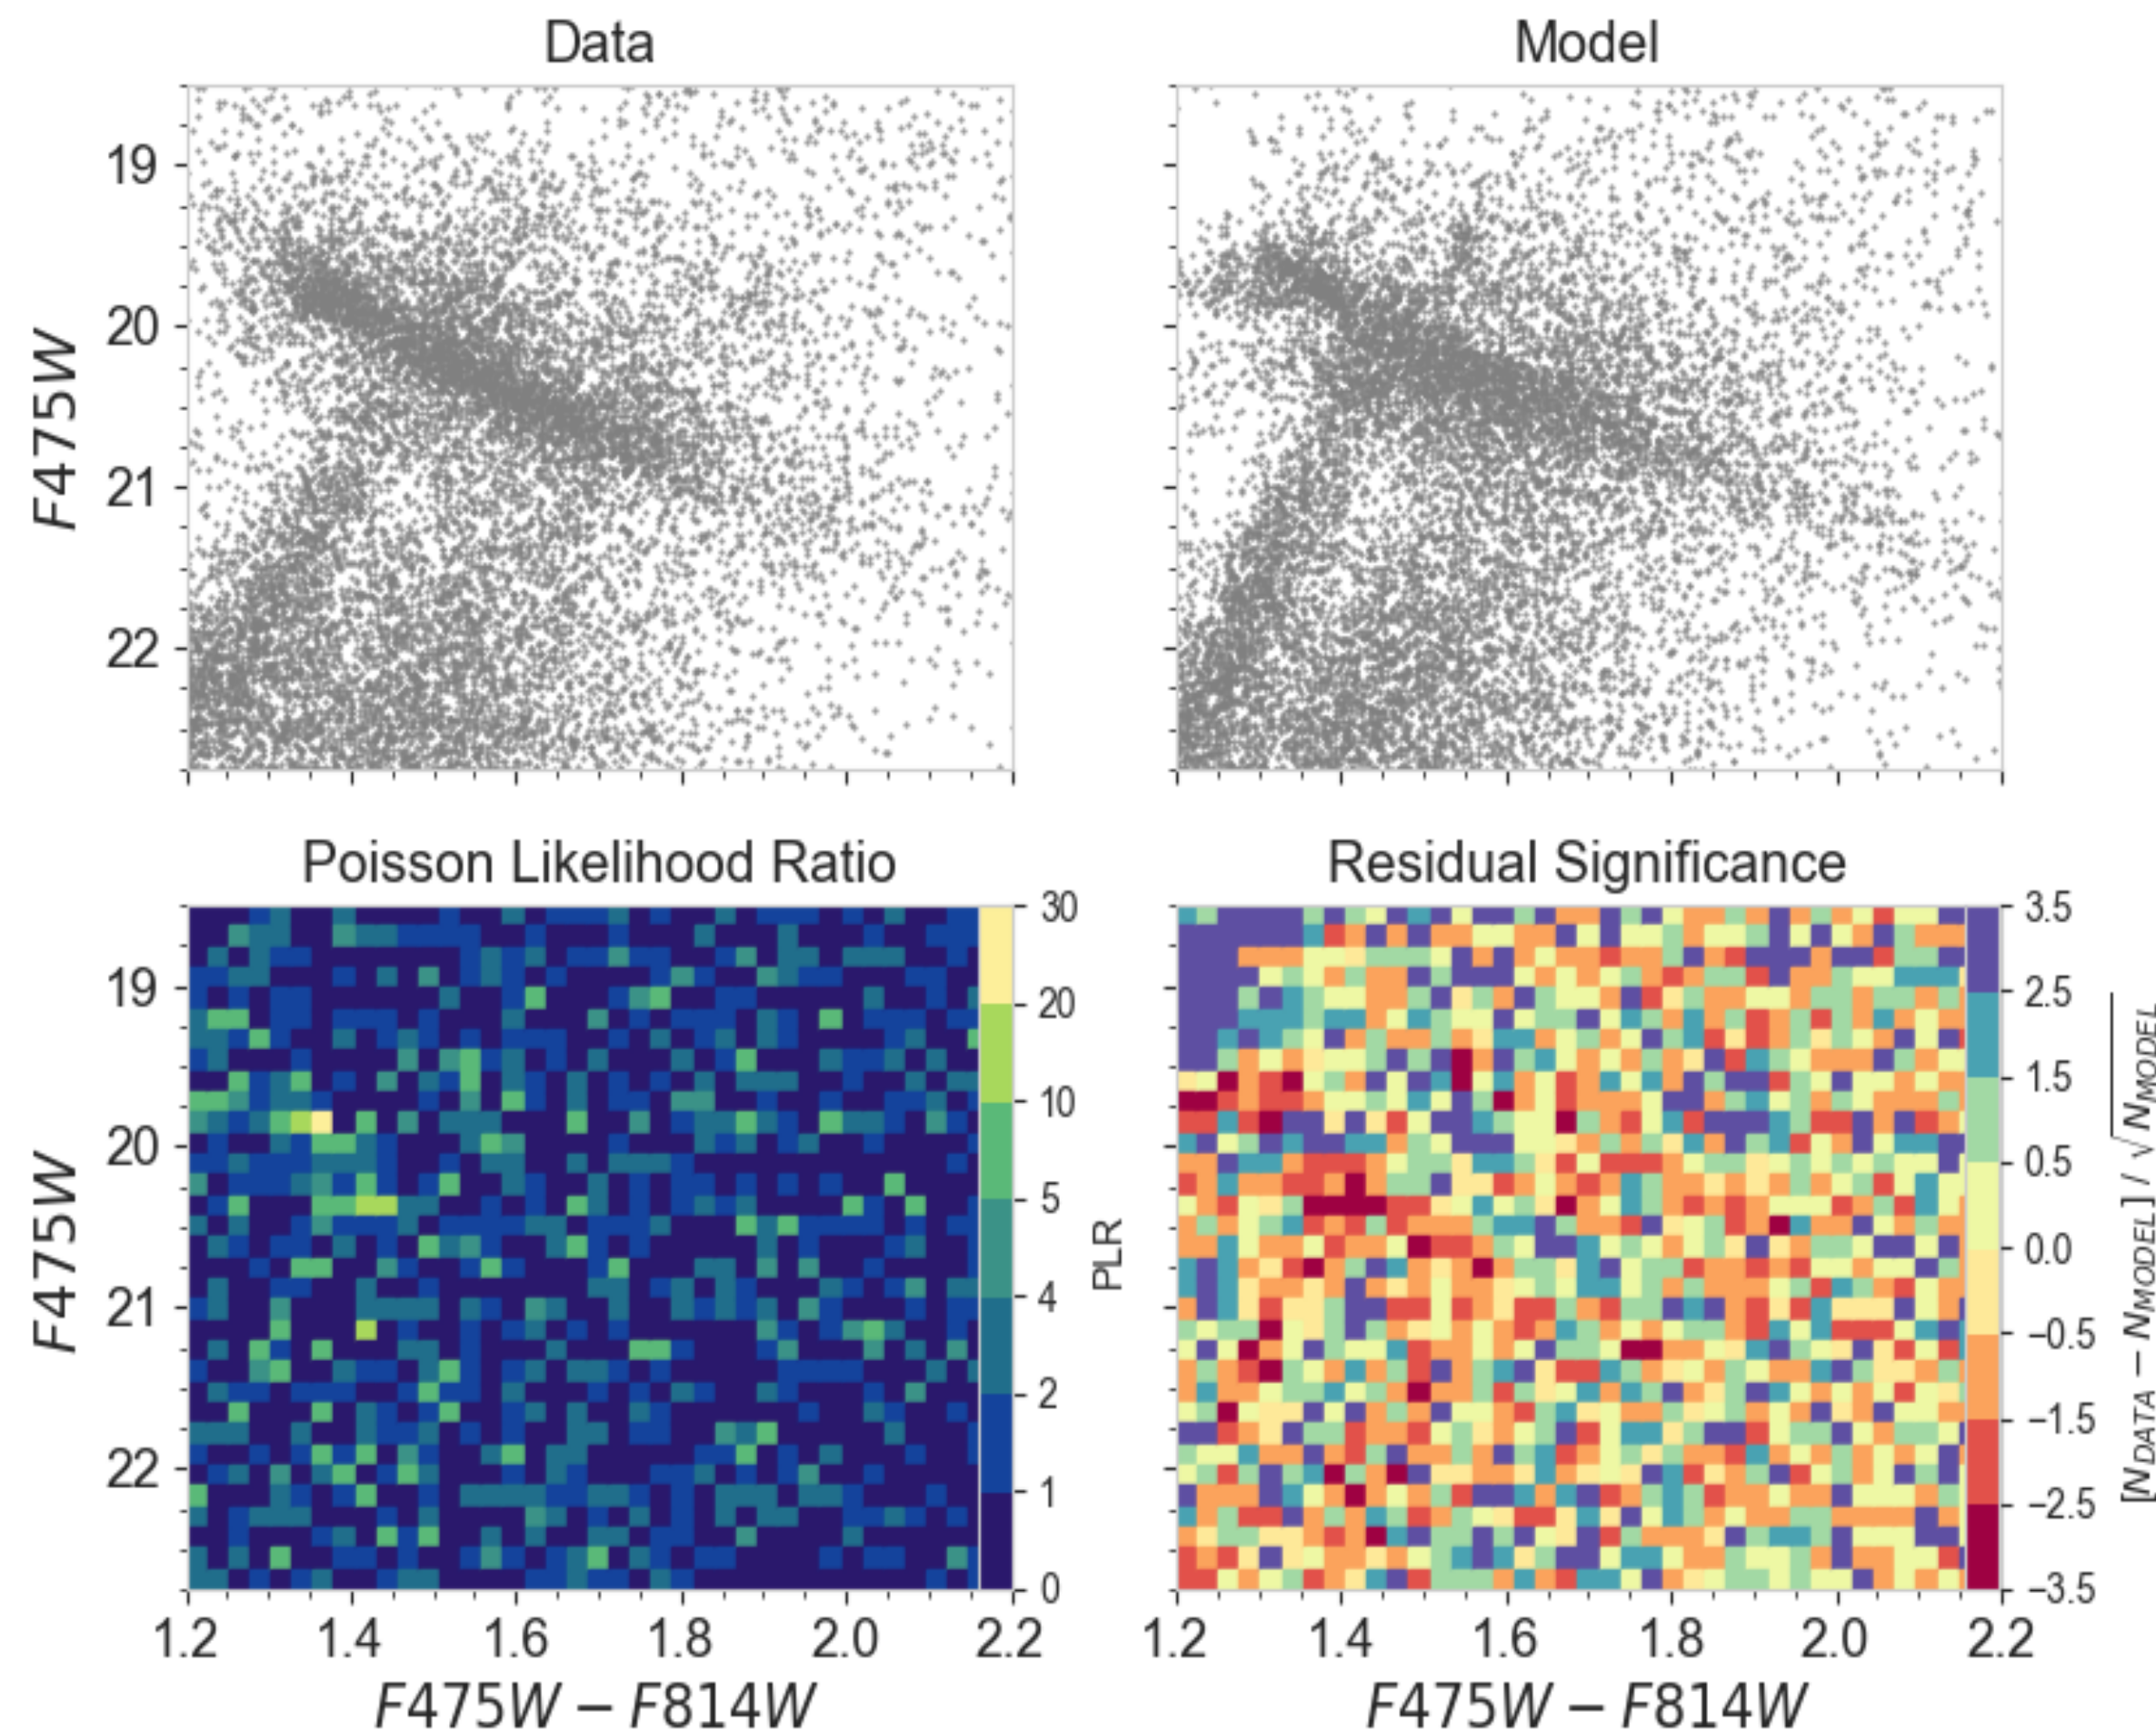 Data
Model
19
20
21
22
F475W
Poisson Likelihood Ratio
Residual Significance
19
20
21
22
F475W
30
20
10
5
4
2
1
0
PLR
3.5
2.5
1.5
0.5
0.0
−0.5
−1.5
−2.5
−3.5
[N_DATA − N_MODEL] / √N_MODEL
1.2 1.4 1.6 1.8 2.0 2.2
1.2 1.4 1.6 1.8 2.0 2.2
F475W − F814W
F475W − F814W